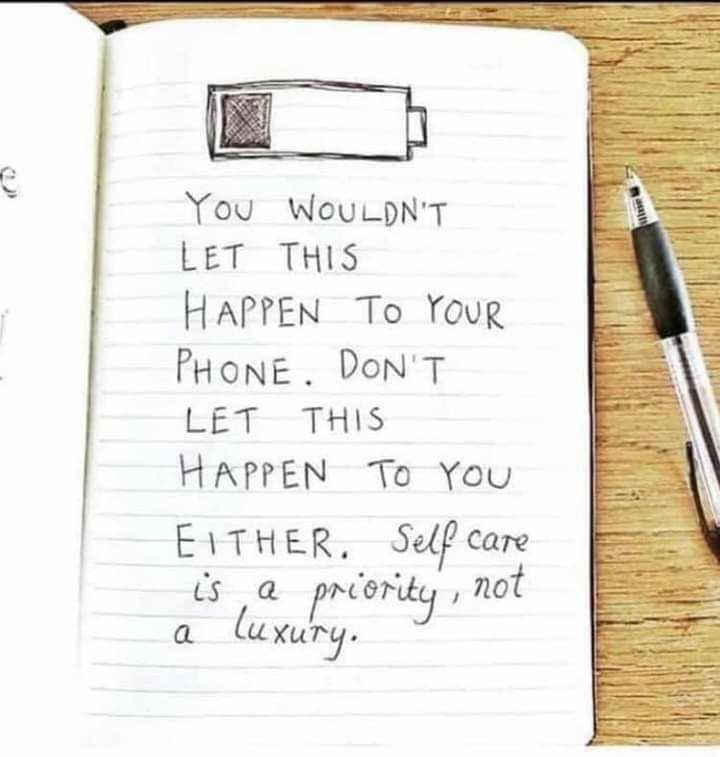 YOU WOULDN'T
LET THIS
HAPPEN TO YOUR
PHONE. DON'T
LET THIS
HAPPEN TO YOU
EITHER. Self care
is a priority, not
a luxury.